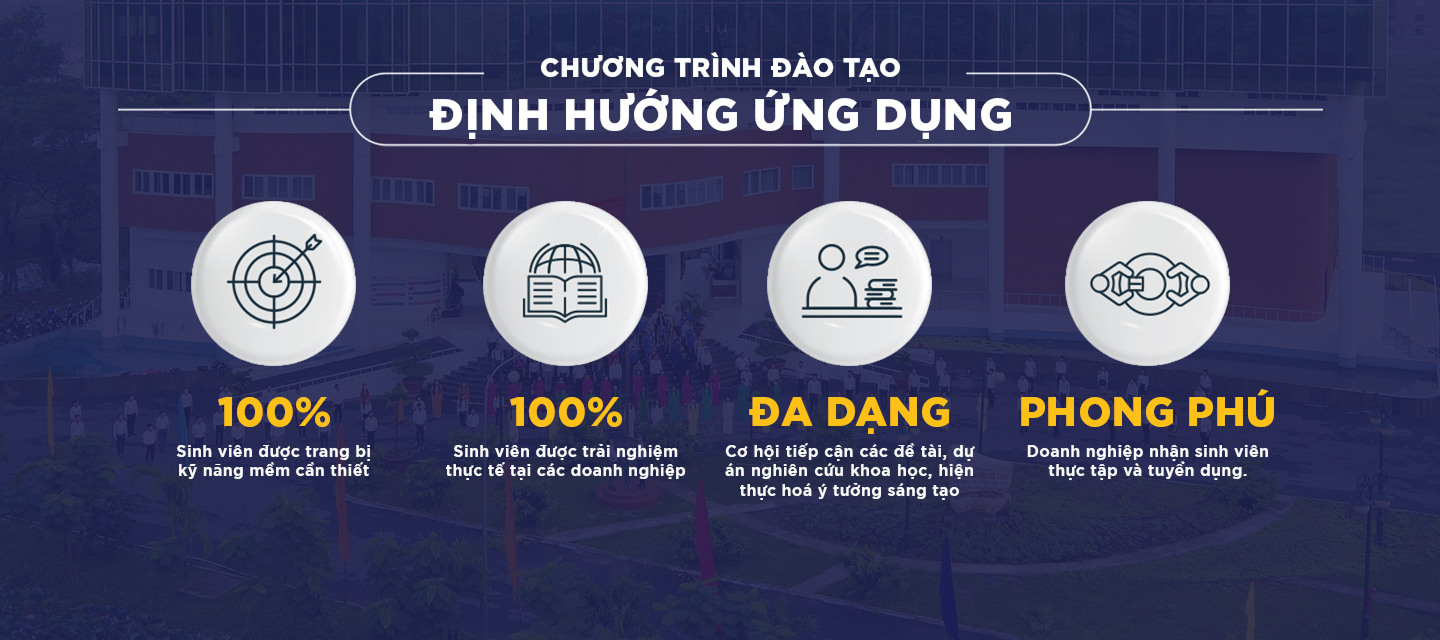 CHƯƠNG TRÌNH ĐÀO TẠO
ĐỊNH HƯỚNG ỨNG DỤNG
100%
Sinh viên được trang bị
kỹ năng mềm cần thiết
100%
Sinh viên được trải nghiệm
thực tế tại các doanh nghiệp
ĐA DẠNG
Cơ hội tiếp cận các đề tài, dự
án nghiên cứu khoa học, hiện
thực hoá ý tưởng sáng tạo
PHONG PHÚ
Doanh nghiệp nhận sinh viên
thực tập và tuyển dụng.